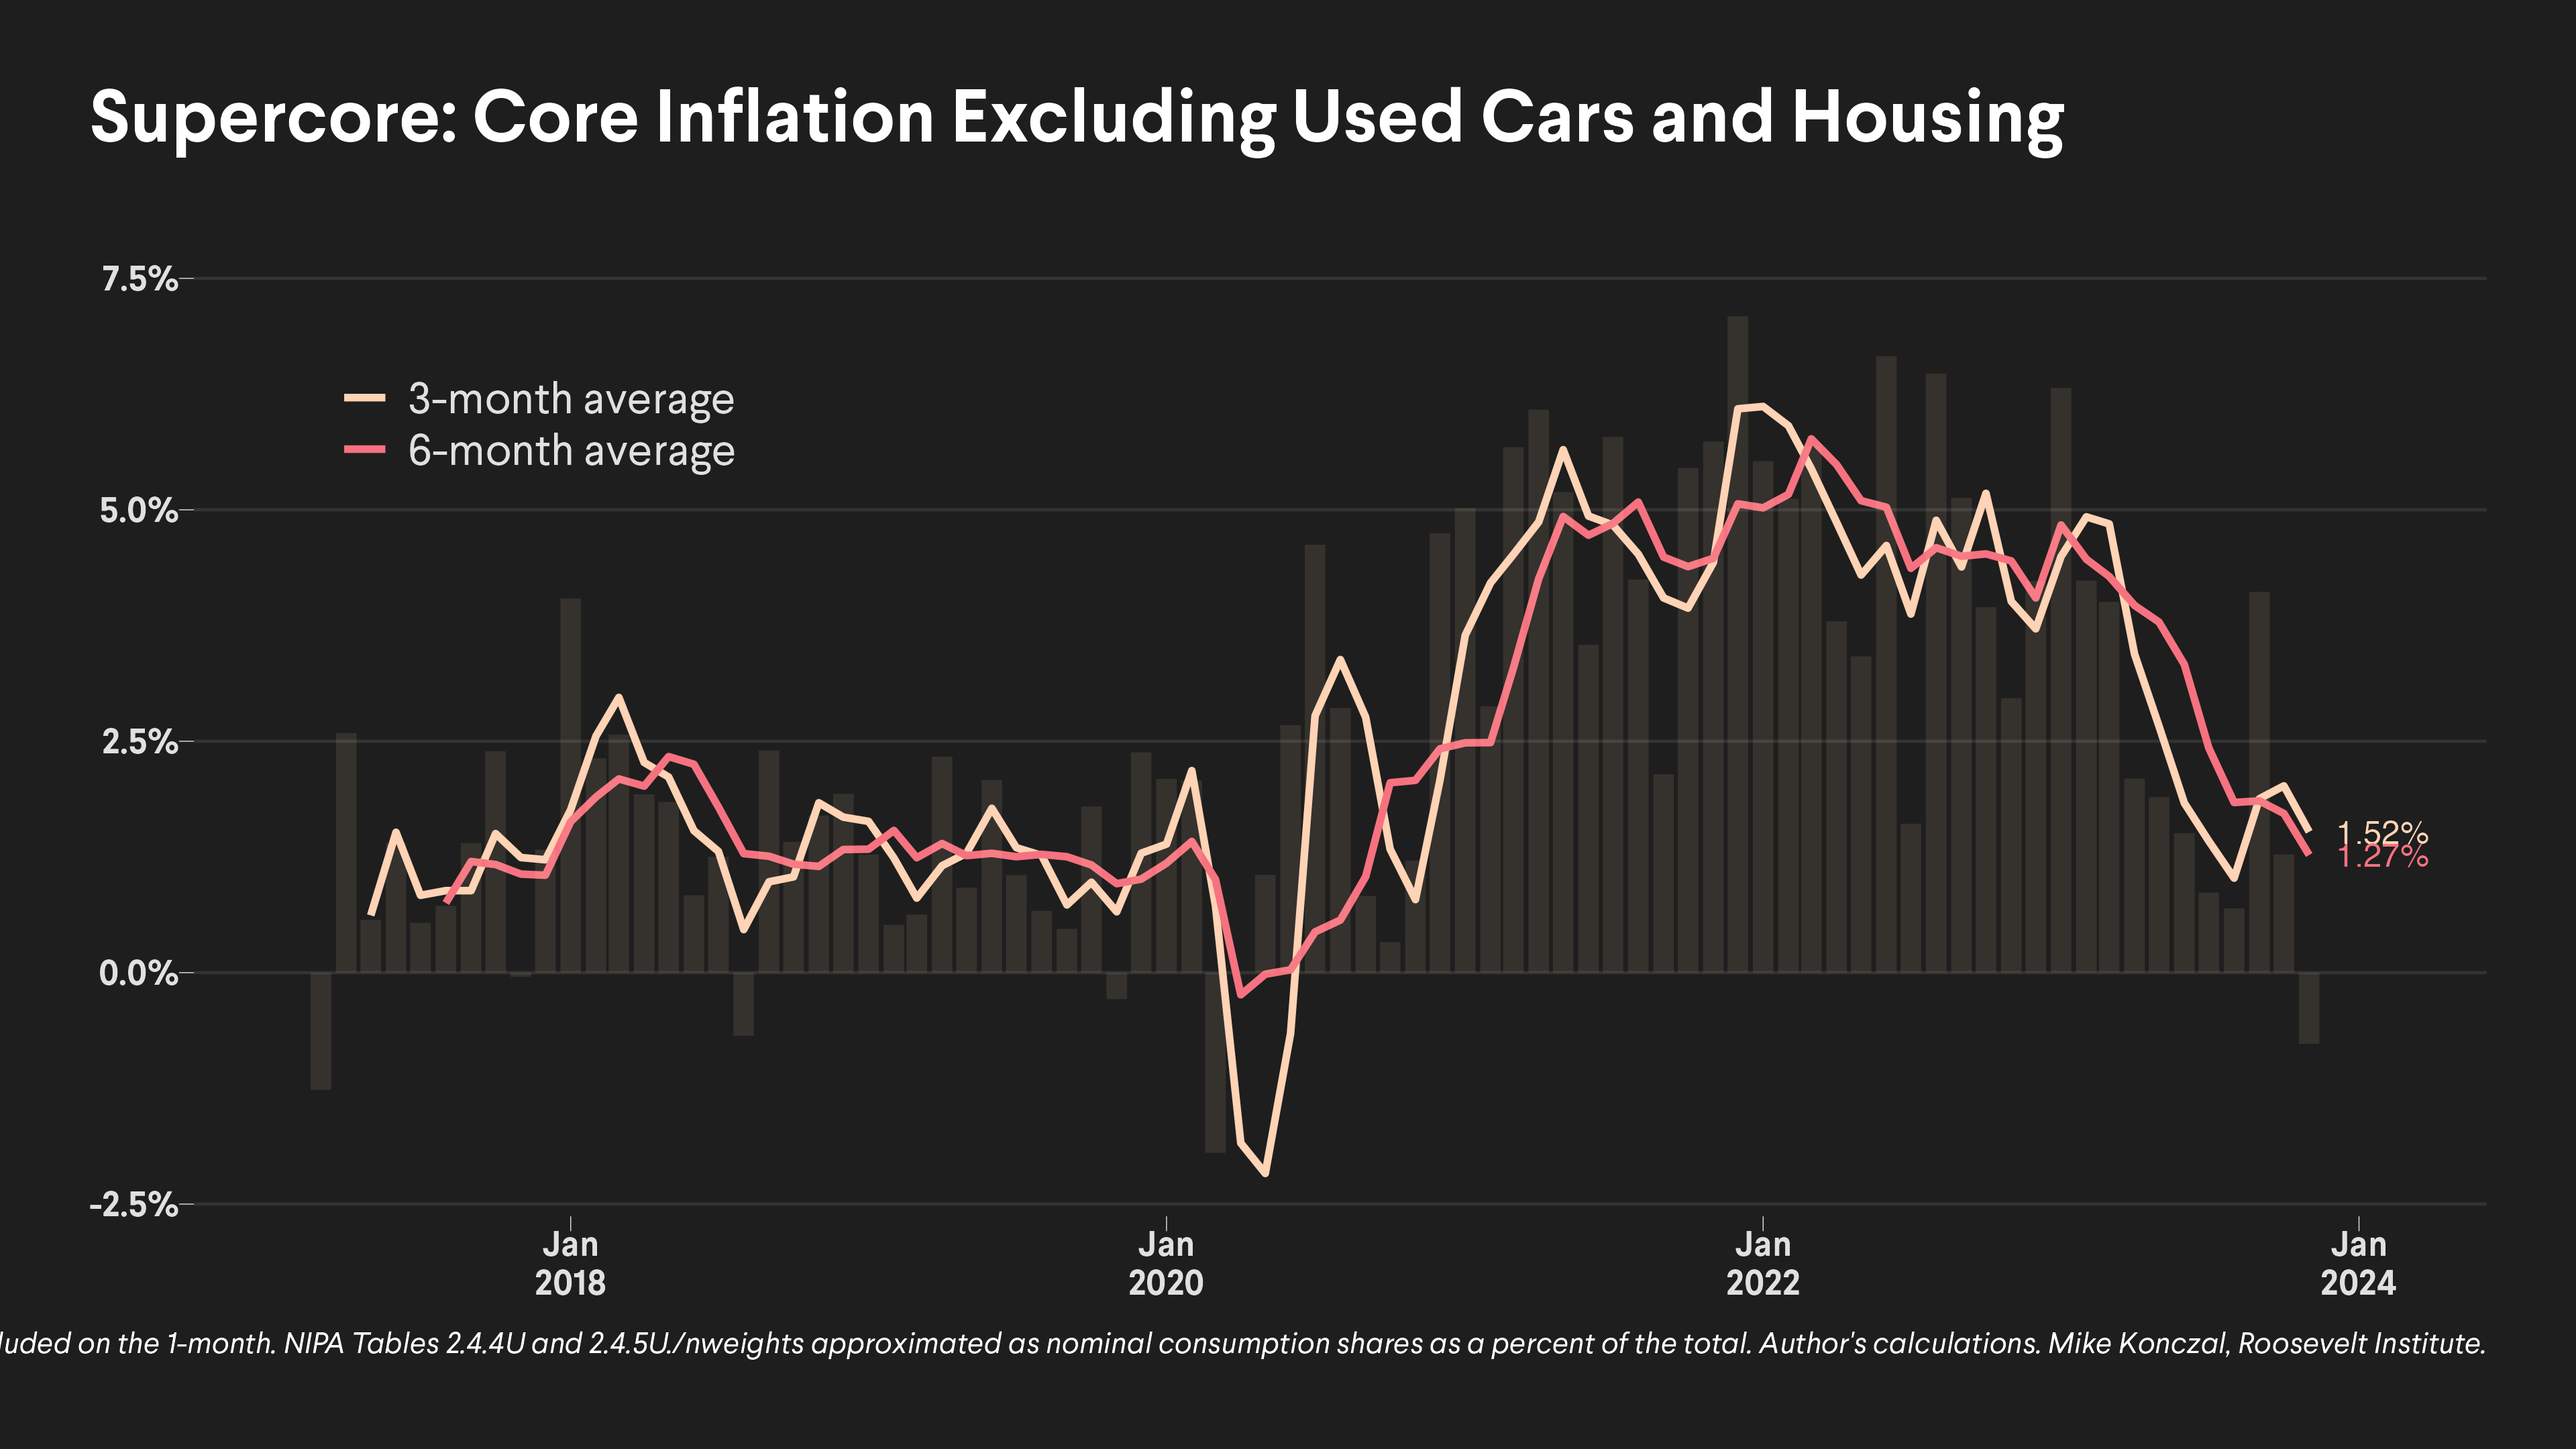 Supercore: Core Inflation Excluding Used Cars and Housing
7.5%
3-month average
6-month average
5.0%
2.5%
1.52%
1.27%
0.0%
-2.5%
Jan
2018
Jan
2020
Jan
2022
Jan
2024
on the 1-month. NIPA Tables 2.4.4U and 2.4.5U./nweights approximated as nominal consumption shares as a percent of the total. Author's calculations. Mike Konczal, Roosevelt Institute.